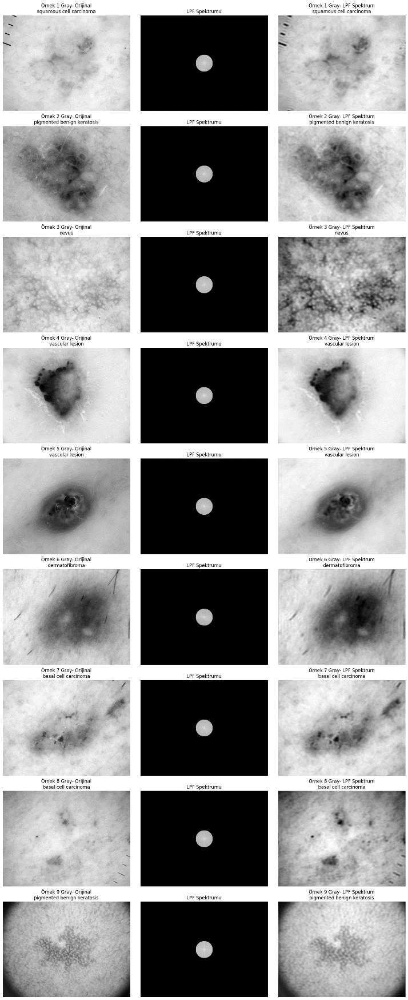 Örnek 1 Gray- Orijinal
squamous cell carcinoma
LPF Spektrumu
Örnek 1 Gray- LPF Spektrum
squamous cell carcinoma
Örnek 2 Gray- Orijinal
pigmented benign keratosis
LPF Spektrumu
Örnek 2 Gray- LPF Spektrum
pigmented benign keratosis
Örnek 3 Gray- Orijinal
nevus
LPF Spektrumu
Örnek 3 Gray- LPF Spektrum
nevus
Örnek 4 Gray- Orijinal
vascular lesion
LPF Spektrumu
Örnek 4 Gray- LPF Spektrum
vascular lesion
Örnek 5 Gray- Orijinal
vascular lesion
LPF Spektrumu
Örnek 5 Gray- LPF Spektrum
vascular lesion
Örnek 6 Gray- Orijinal
dermatofibroma
LPF Spektrumu
Örnek 6 Gray- LPF Spektrum
dermatofibroma
Örnek 7 Gray- Orijinal
basal cell carcinoma
LPF Spektrumu
Örnek 7 Gray- LPF Spektrum
basal cell carcinoma
Örnek 8 Gray- Orijinal
basal cell carcinoma
LPF Spektrumu
Örnek 8 Gray- LPF Spektrum
basal cell carcinoma
Örnek 9 Gray- Orijinal
pigmented benign keratosis
LPF Spektrumu
Örnek 9 Gray- LPF Spektrum
pigmented benign keratosis